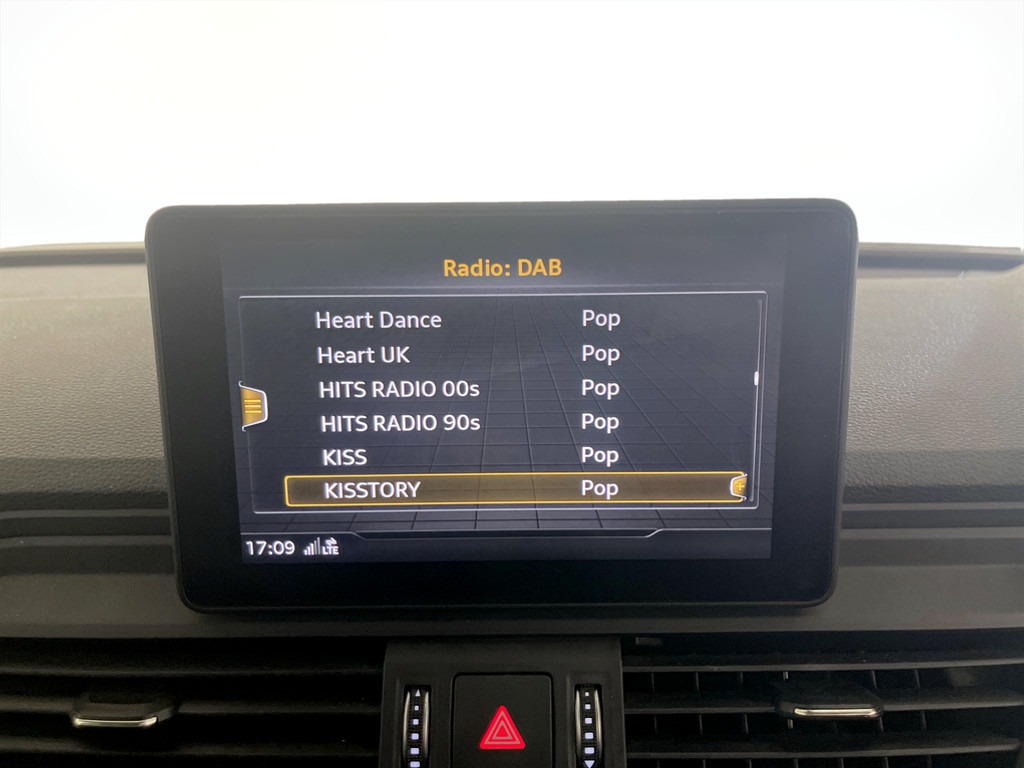 Radio: DAB
Heart Dance Pop
Heart UK Pop
HITS RADIO 00s Pop
HITS RADIO 90s Pop
KISS Pop
KISSTORY Pop
17:09 LTE